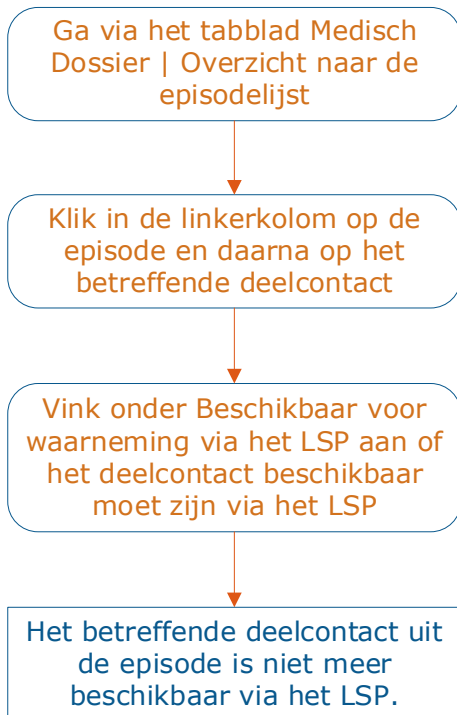 Ga via het tabblad Medisch
Dossier | Overzicht naar de
episodelijst
Klik in de linkerkolom op de
episode en daarna op het
betreffende deelcontact
Vink onder Beschikbaar voor
waarneming via het LSP aan of
het deelcontact beschikbaar
moet zijn via het LSP
Het betreffende deelcontact uit
de episode is niet meer
beschikbaar via het LSP.